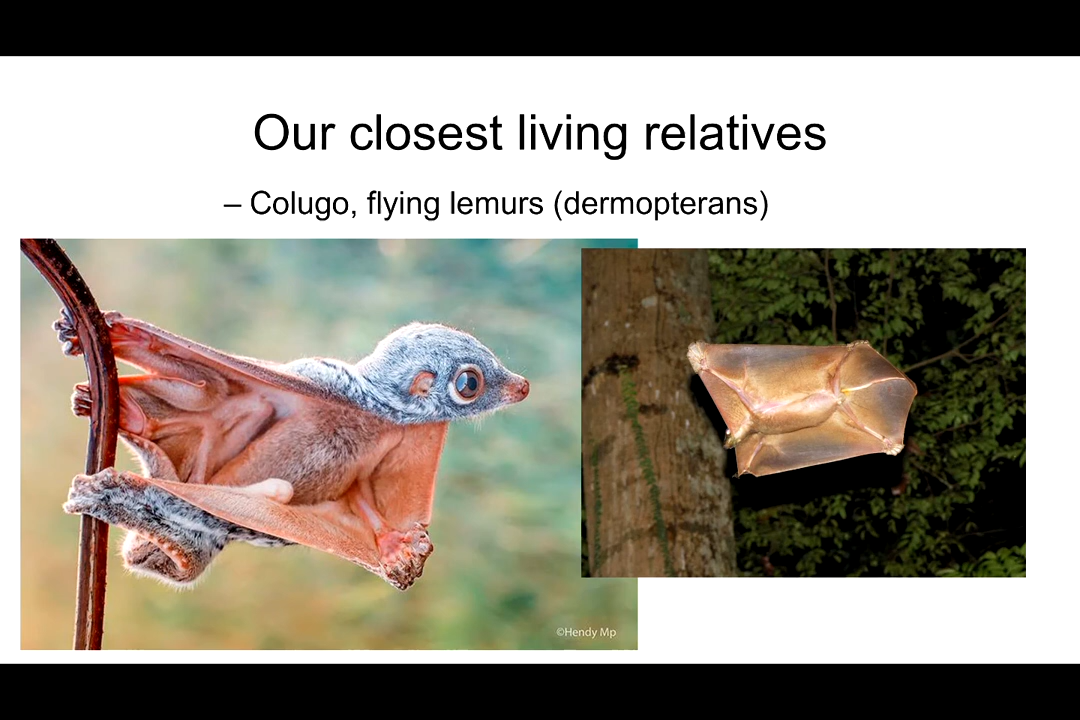 Our closest living relatives
– Colugo, flying lemurs (dermopterans)
©Hendy Mp